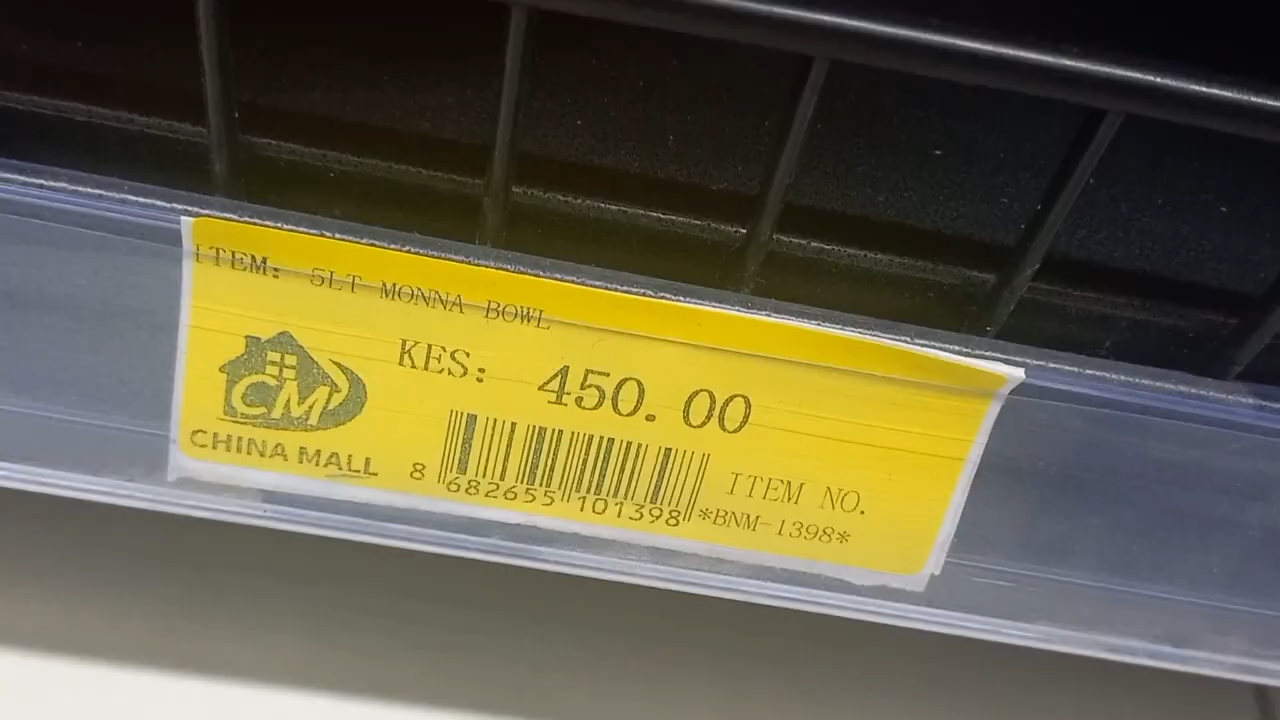 ITEM: 5LT MONNA BOWL
KES: 450.00
CM
CHINA MALL
8 682655 101398
ITEM NO.
*BNM-1398*